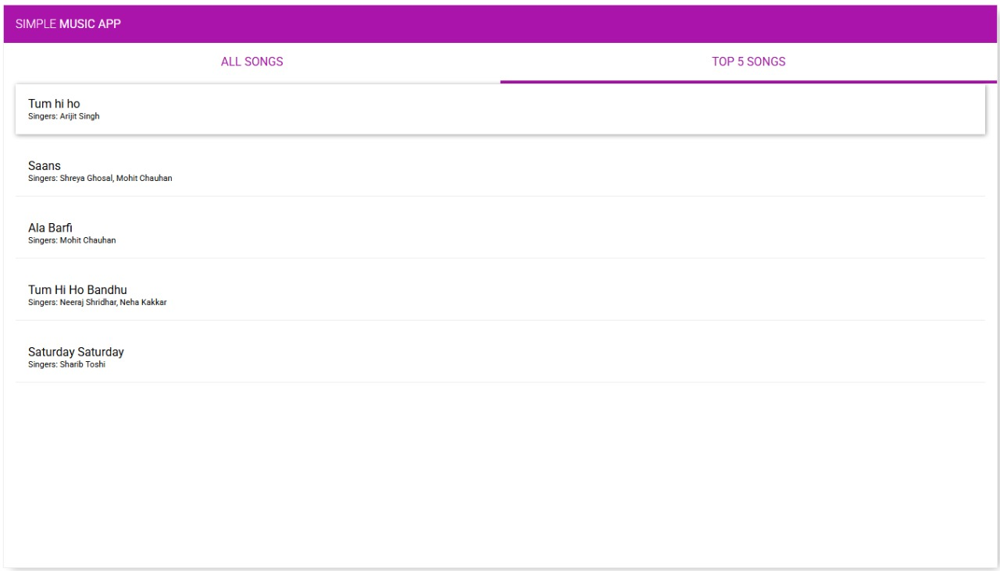 SIMPLE MUSIC APP
ALL SONGS
TOP 5 SONGS
Tum hi ho
Singers: Arijit Singh
Saans
Singers: Shreya Ghosal, Mohit Chauhan
Ala Barfi
Singers: Mohit Chauhan
Tum Hi Ho Bandhu
Singers: Neeraj Shridhar, Neha Kakkar
Saturday Saturday
Singers: Sharib Toshi